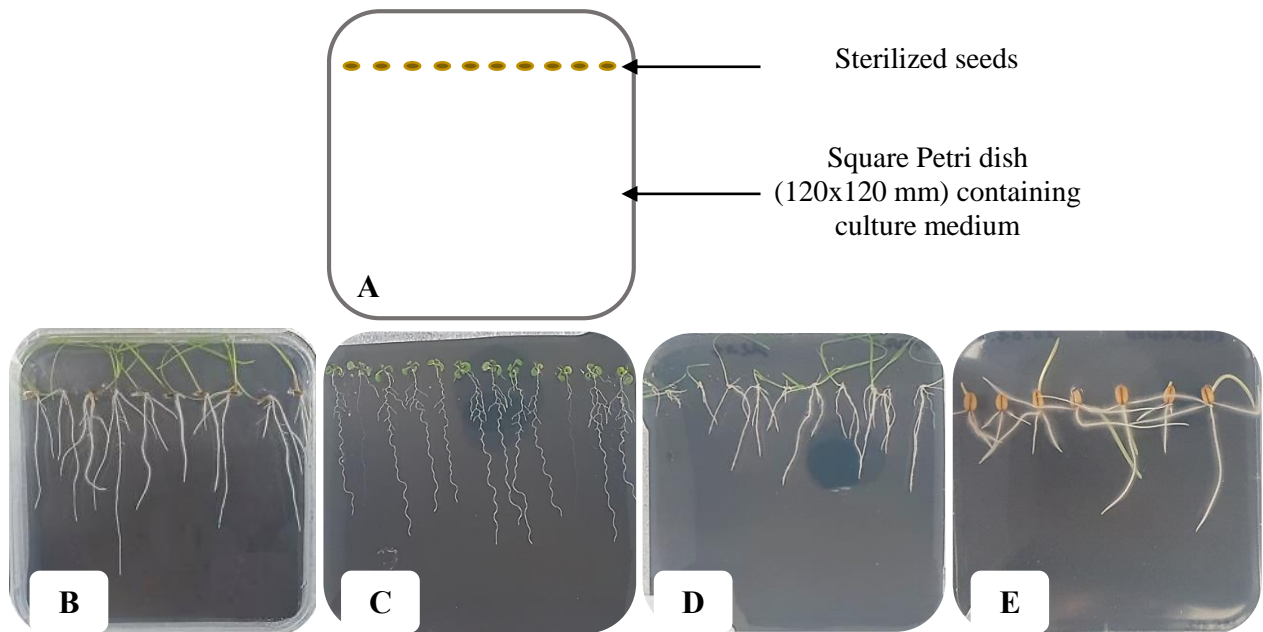 Sterilized seeds
Square Petri dish
(120x120 mm) containing
culture medium
A
B
C
D
E